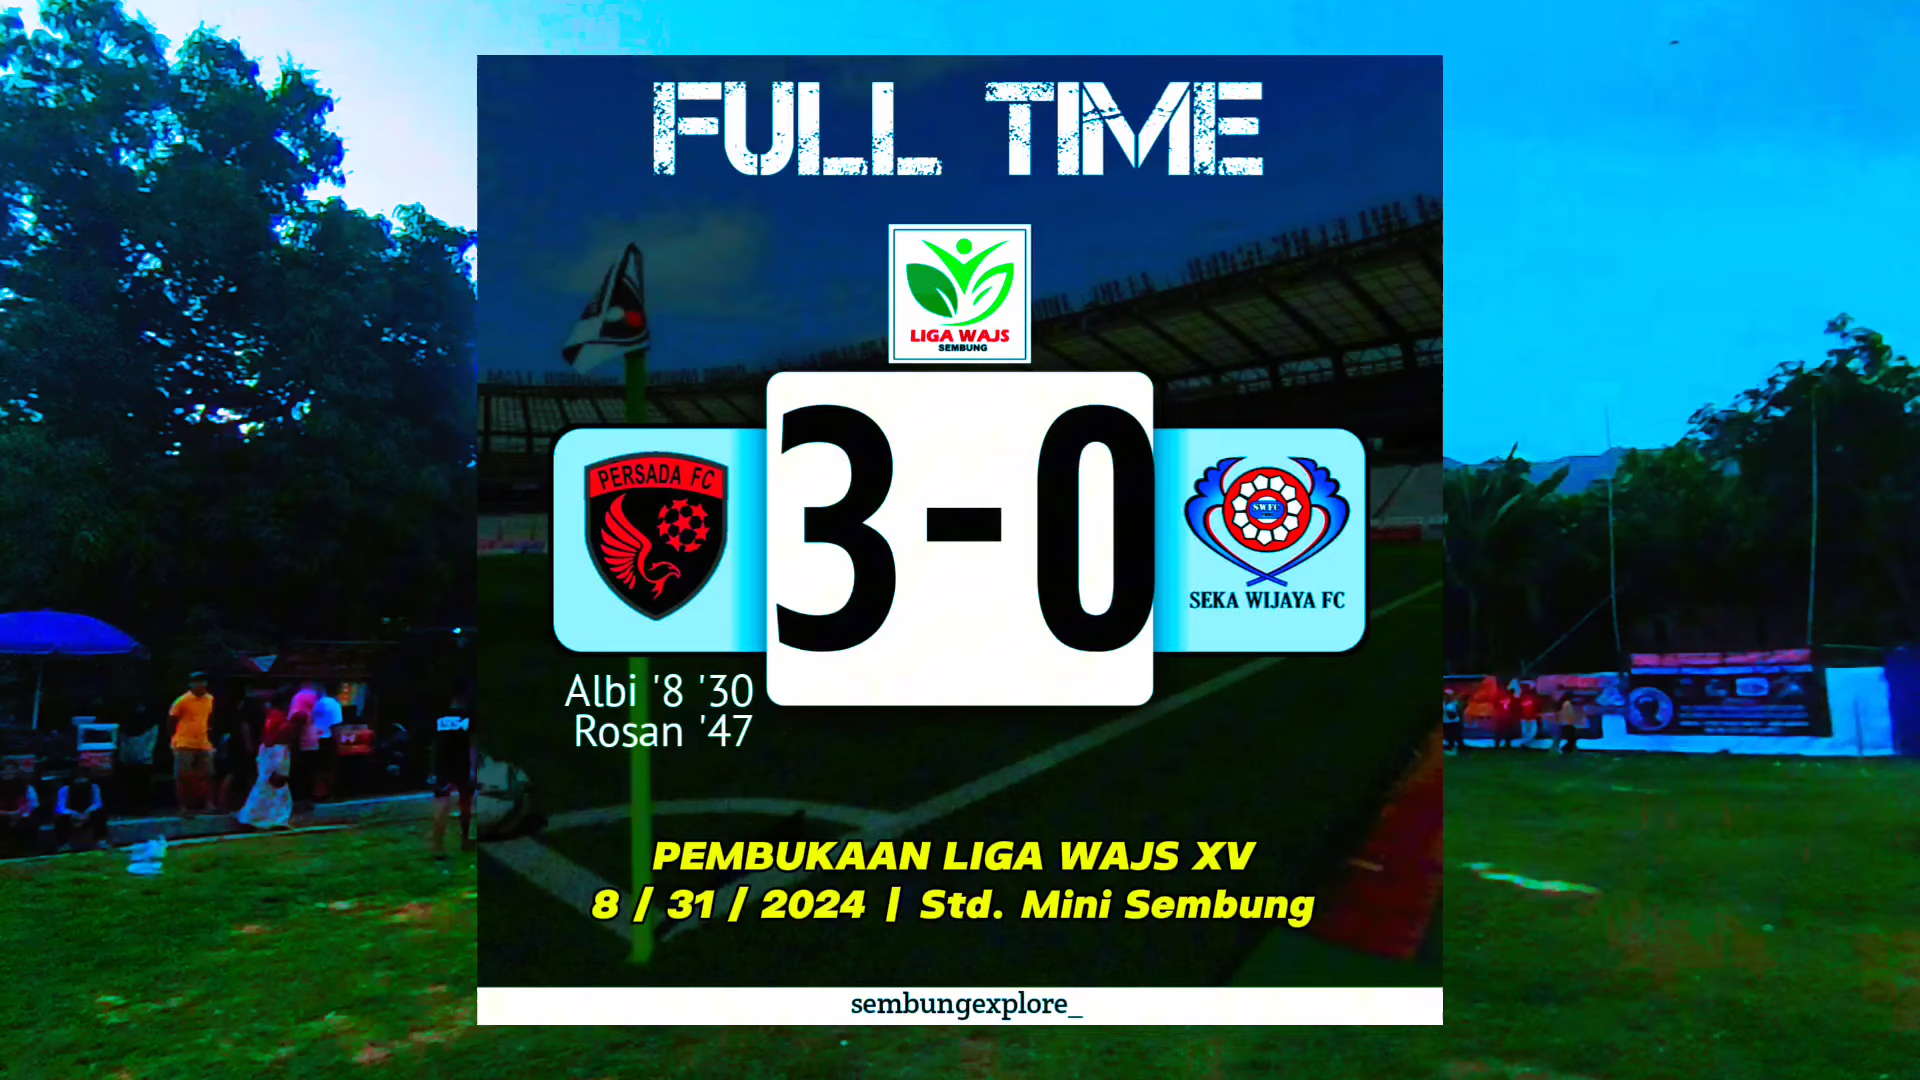 FULL TIME
LIGA WAJS
SEMBUNG
3-0
PERSADA FC
SWFC
SEKA WIJAYA FC
Albi '8 '30
Rosan '47
PEMBUKAAN LIGA WAJS XV
8 / 31 / 2024 | Std. Mini Sembung
sembungexplore_